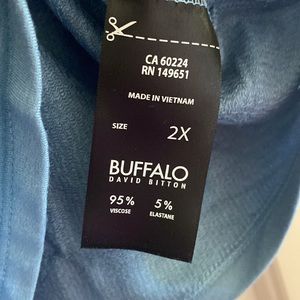 CA 60224
RN 149651
MADE IN VIETNAM
SIZE 2X
BUFFALO
DAVID BITTON
95% 5%
VISCOSE ELASTANE